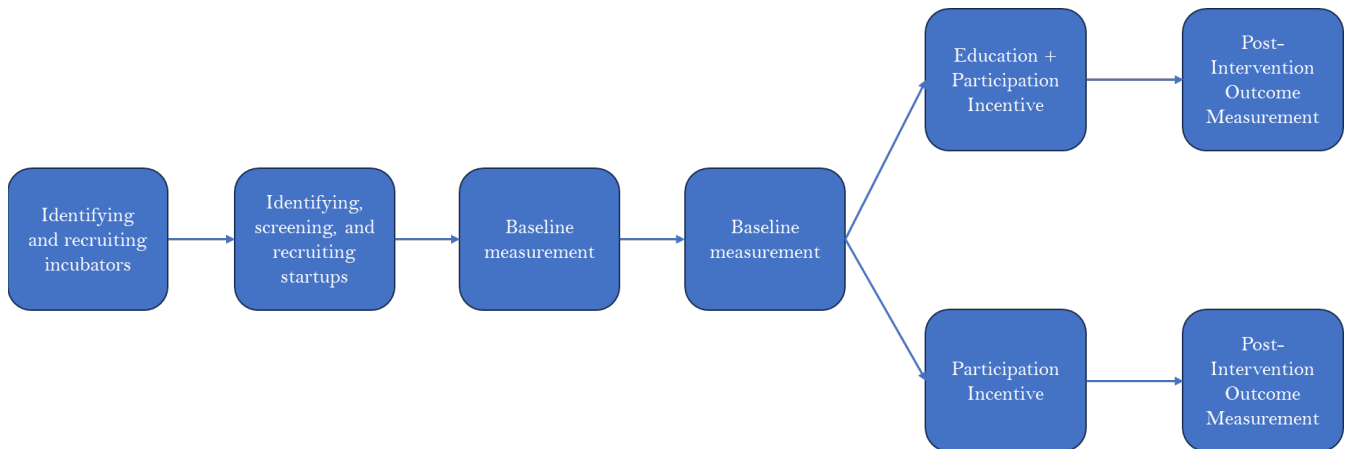 Identifying
and recruiting
incubators
Identifying,
screening, and
recruiting
startups
Baseline
measurement
Baseline
measurement
Education +
Participation
Incentive
Post-
Intervention
Outcome
Measurement
Participation
Incentive
Post-
Intervention
Outcome
Measurement